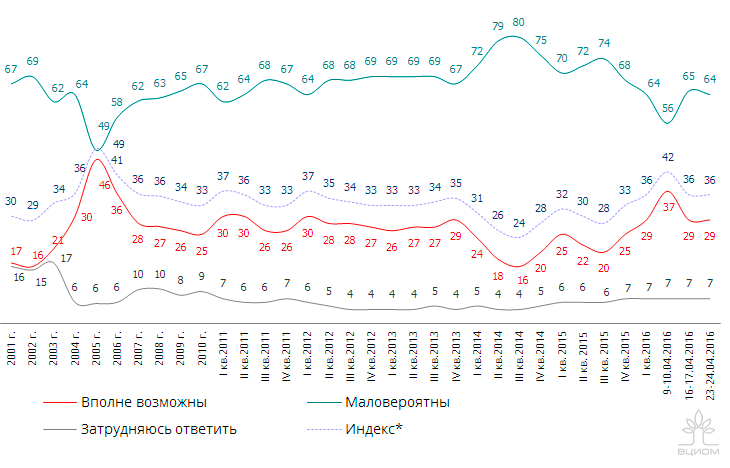 67 69 62 64 49 58 62 63 65 67 62 64 68 67 64 68 68 69 69 69 69 67 72 79 80 75 70 72 74 68 64 56 65 64
30 29 34 36 49 41 36 36 34 33 37 36 33 33 37 35 34 33 33 33 34 35 31 26 24 28 32 30 28 33 36 42 36 36
17 16 21 30 46 36 28 27 26 25 30 30 26 26 30 28 28 27 26 27 27 29 24 18 16 20 25 22 20 25 29 37 29 29
16 15 17 6 6 6 10 10 8 9 7 6 6 7 6 5 4 4 4 4 5 4 5 4 4 5 6 6 6 7 7 7 7 7
2001 г.
2002 г.
2003 г.
2004 г.
2005 г.
2006 г.
2007 г.
2008 г.
2009 г.
2010 г.
I кв.2011
II кв.2011
III кв.2011
IV кв.2011
I кв.2012
II кв.2012
III кв.2012
IV кв.2012
I кв.2013
II кв.2013
III кв.2013
IV кв.2013
I кв.2014
II кв.2014
III кв.2014
IV кв.2014
I кв.2015
II кв.2015
III кв.2015
IV кв.2015
I кв.2016
9-10.04.2016
16-17.04.2016
23-24.04.2016
Вполне возможны
Маловероятны
Затрудняюсь ответить
Индекс*
ВЦИОМ